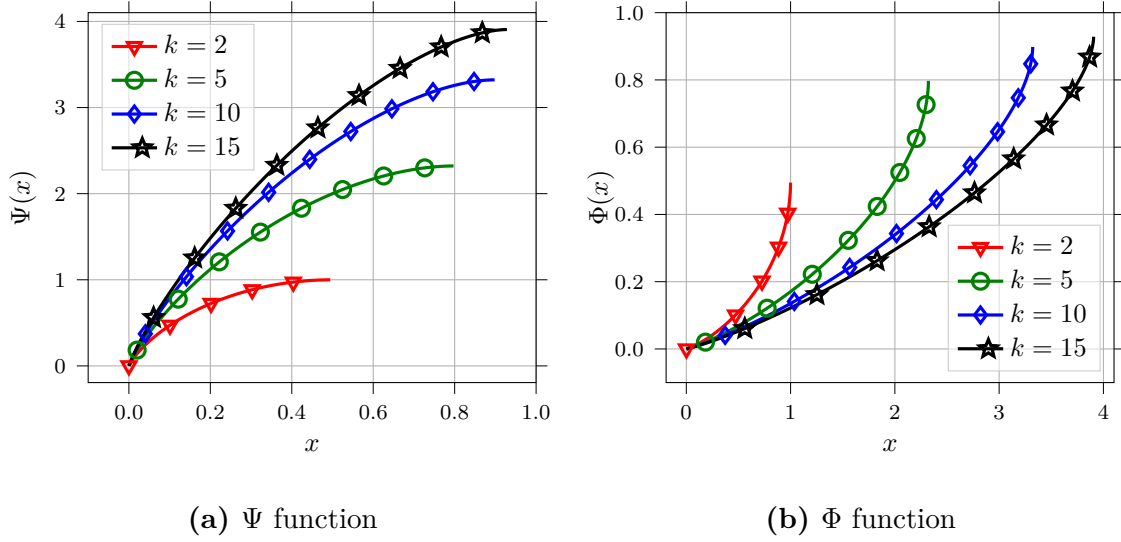 4
3
2
1
0
Ψ(x)
k = 2
k = 5
k = 10
k = 15
0.0 0.2 0.4 0.6 0.8 1.0
x
(a) Ψ function
1.0
0.8
0.6
0.4
0.2
0.0
Φ(x)
k = 2
k = 5
k = 10
k = 15
0 1 2 3 4
x
(b) Φ function